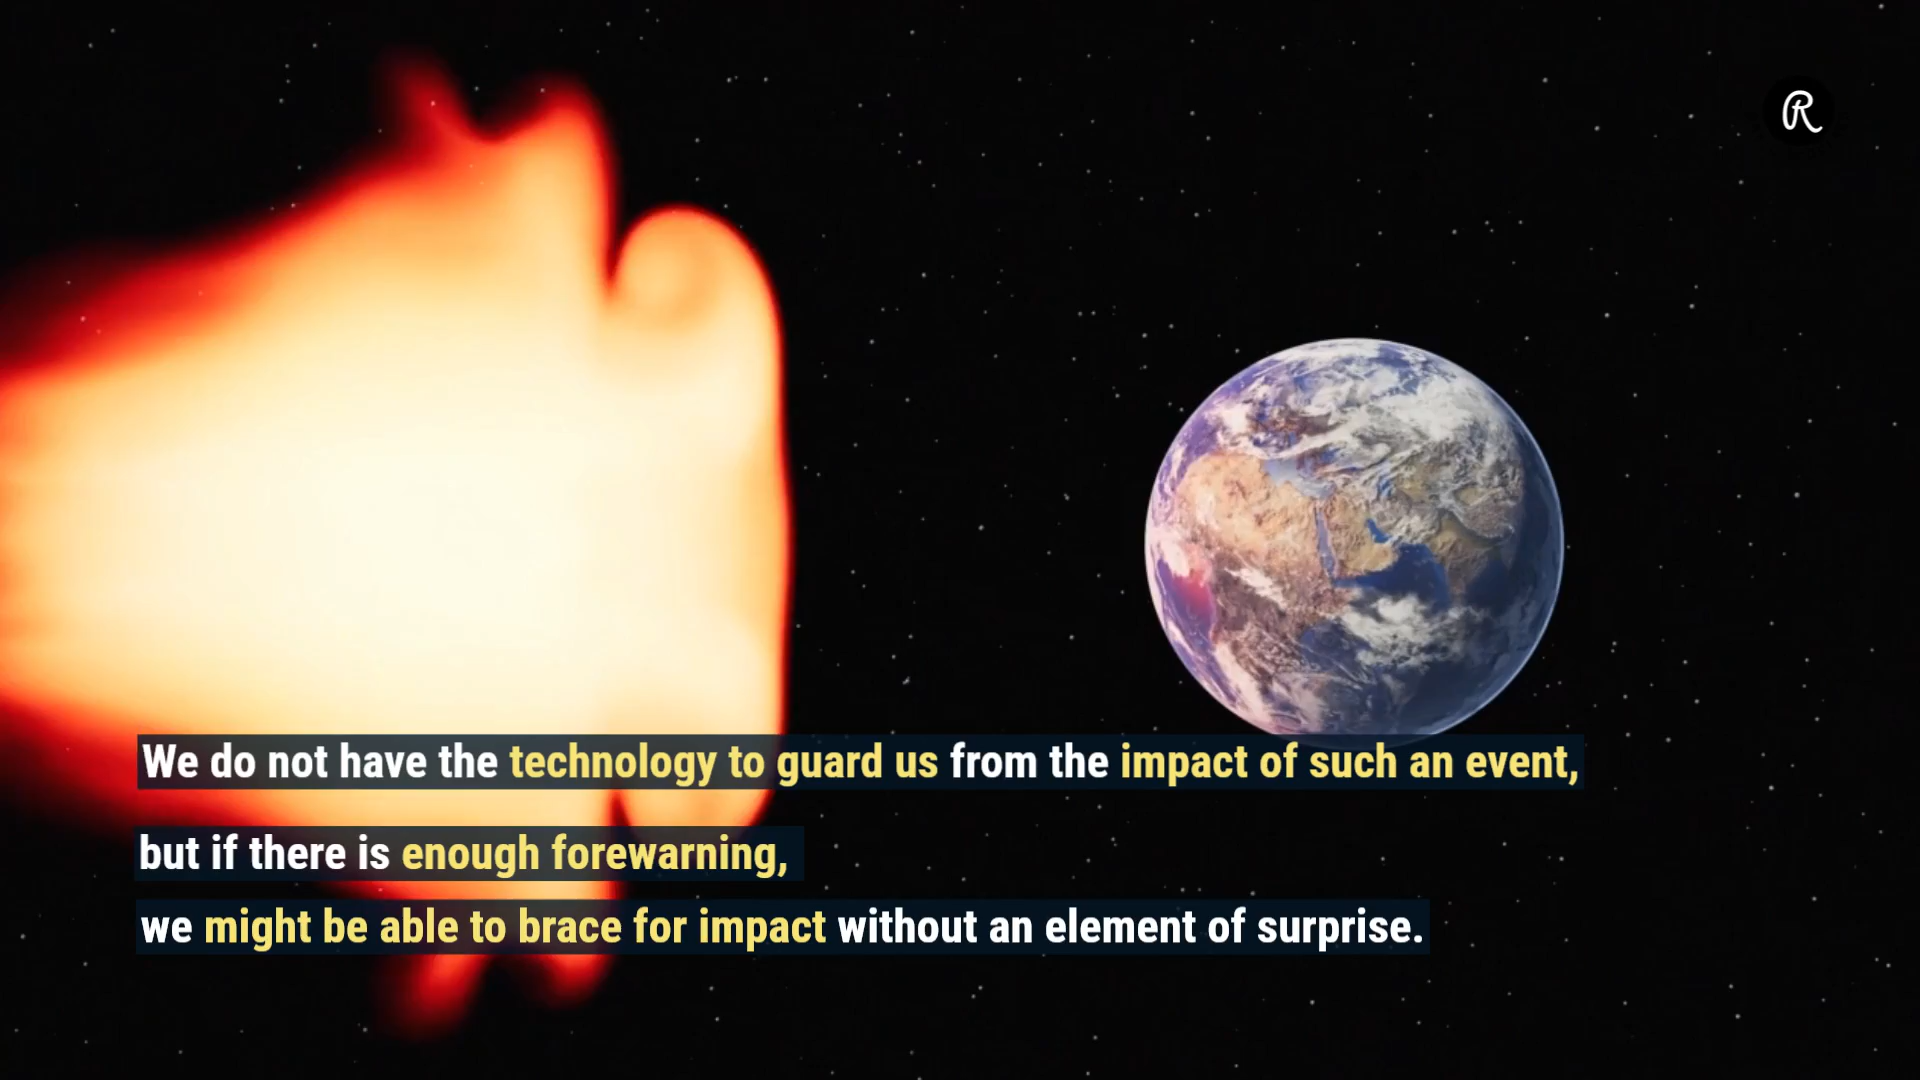 R
We do not have the technology to guard us from the impact of such an event,
but if there is enough forewarning,
we might be able to brace for impact without an element of surprise.